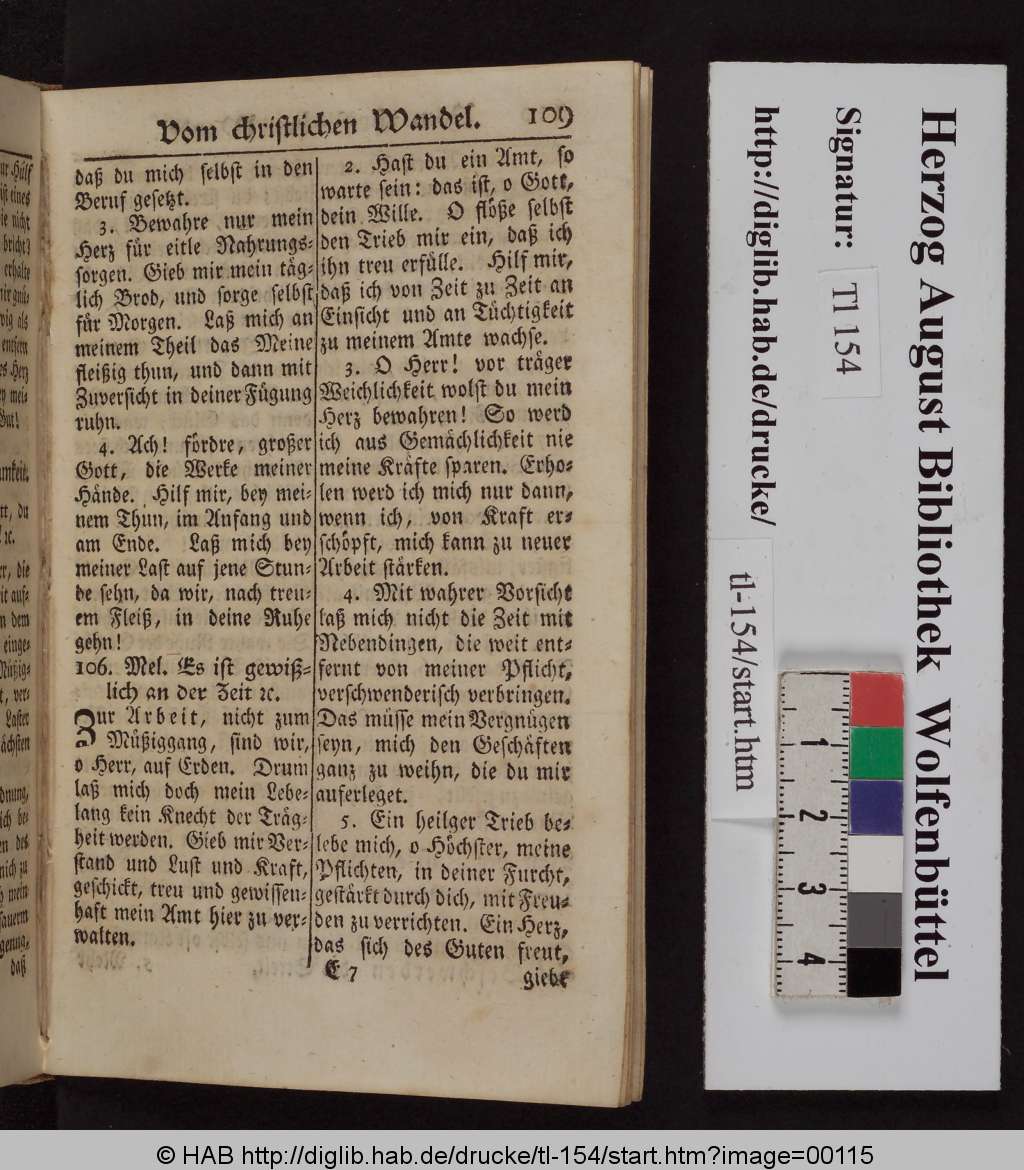 Vom christlichen Wandel. 109
daß du mich selbst in den
Beruf gesetzt.
3. Bewahre nur mein
Herz für eitle Nahrungs⸗
sorgen. Gieb mir mein täg⸗
lich Brod, und sorge selbst
für Morgen. Laß mich an
meinem Theil das Meine
fleißig thun, und dann mit
Zuversicht in deiner Fügung
ruhn.
4. Ach! fördre, großer
Gott, die Werke meiner
Hände. Hilf mir, bey mei⸗
nem Thun, im Anfang und
am Ende. Laß mich bey
meiner Last auf jene Stun⸗
de sehn, da wir, nach treu⸗
em Fleiß, in deine Ruhe
gehn!
106. Mel. Es ist gewiß⸗
lich an der Zeit ꝛc.
Zur Arbeit, nicht zum
Müßiggang, sind wir,
o Herr, auf Erden. Drum
laß mich doch mein Lebe⸗
lang kein Knecht der Träg⸗
heit werden. Gieb mir Ver⸗
stand und Lust und Kraft,
geschickt, treu und gewissen⸗
haft mein Amt hier zu ver⸗
walten.
2. Hast du ein Amt, so
warte sein: das ist, o Gott,
dein Wille. O flöße selbst
den Trieb mir ein, daß ich
ihn treu erfülle. Hilf mir,
daß ich von Zeit zu Zeit an
Einsicht und an Tüchtigkeit
zu meinem Amte wachse.
3. O Herr! vor träger
Weichlichkeit wolst du mein
Herz bewahren! So werd
ich aus Gemächlichkeit nie
meine Kräfte sparen. Erho⸗
len werd ich mich nur dann,
wenn ich, von Kraft er⸗
schöpft, mich kann zu neuer
Arbeit stärken.
4. Mit wahrer Vorsicht
laß mich nicht die Zeit mit
Nebendingen, die weit ent⸗
fernt von meiner Pflicht,
verschwenderisch verbringen.
Das müsse mein Vergnügen
seyn, mich den Geschäften
ganz zu weihn, die du mir
auferleget.
5. Ein heilger Trieb be⸗
lebe mich, o Höchster, meine
Pflichten, in deiner Furcht,
gestärkt durch dich, mit Freu⸗
den zu verrichten. Ein Herz,
das sich des Guten freut,
E 7 giebt
Herzog August Bibliothek Wolfenbüttel
Signatur: Tl 154
http://diglib.hab.de/drucke/
tl-154/start.htm
1
2
3
4
© HAB http://diglib.hab.de/drucke/tl-154/start.htm?image=00115